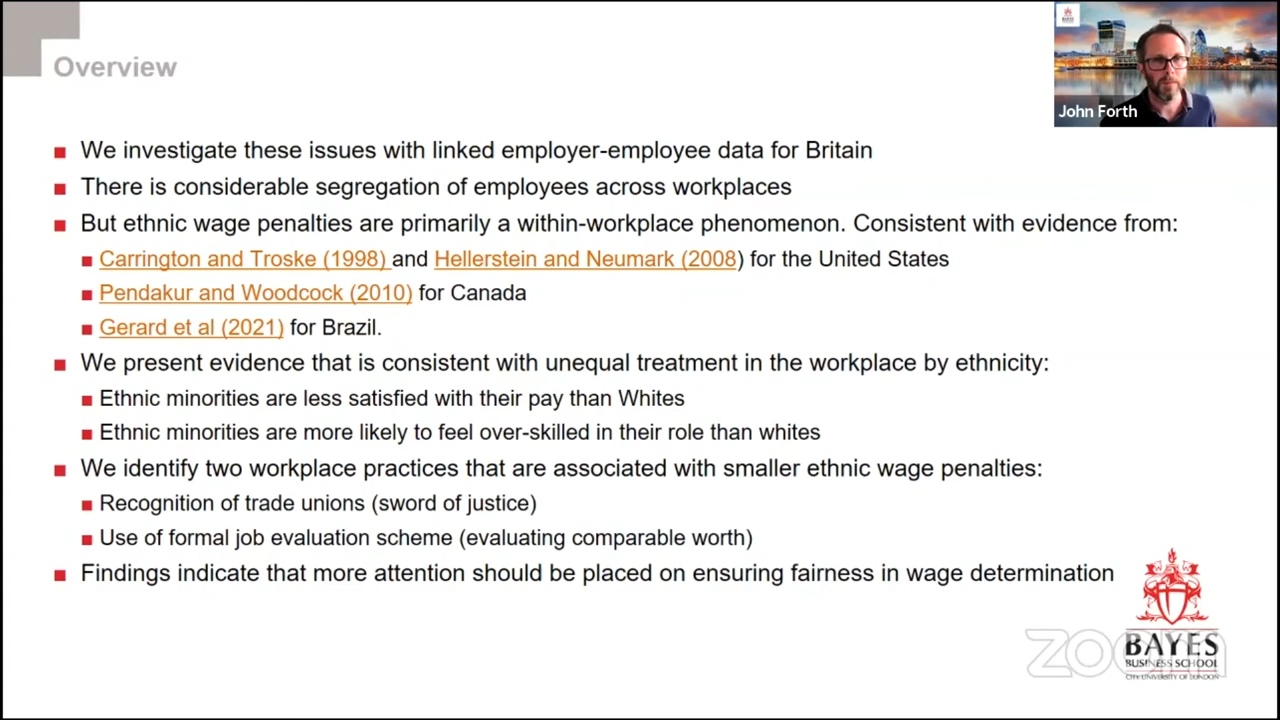 Overview
BAYES
John Forth
We investigate these issues with linked employer-employee data for Britain
There is considerable segregation of employees across workplaces
But ethnic wage penalties are primarily a within-workplace phenomenon. Consistent with evidence from:
Carrington and Troske (1998) and Hellerstein and Neumark (2008) for the United States
Pendakur and Woodcock (2010) for Canada
Gerard et al (2021) for Brazil.
We present evidence that is consistent with unequal treatment in the workplace by ethnicity:
Ethnic minorities are less satisfied with their pay than Whites
Ethnic minorities are more likely to feel over-skilled in their role than whites
We identify two workplace practices that are associated with smaller ethnic wage penalties:
Recognition of trade unions (sword of justice)
Use of formal job evaluation scheme (evaluating comparable worth)
Findings indicate that more attention should be placed on ensuring fairness in wage determination
zoom
BAYES
BUSINESS SCHOOL
CITY UNIVERSITY OF LONDON